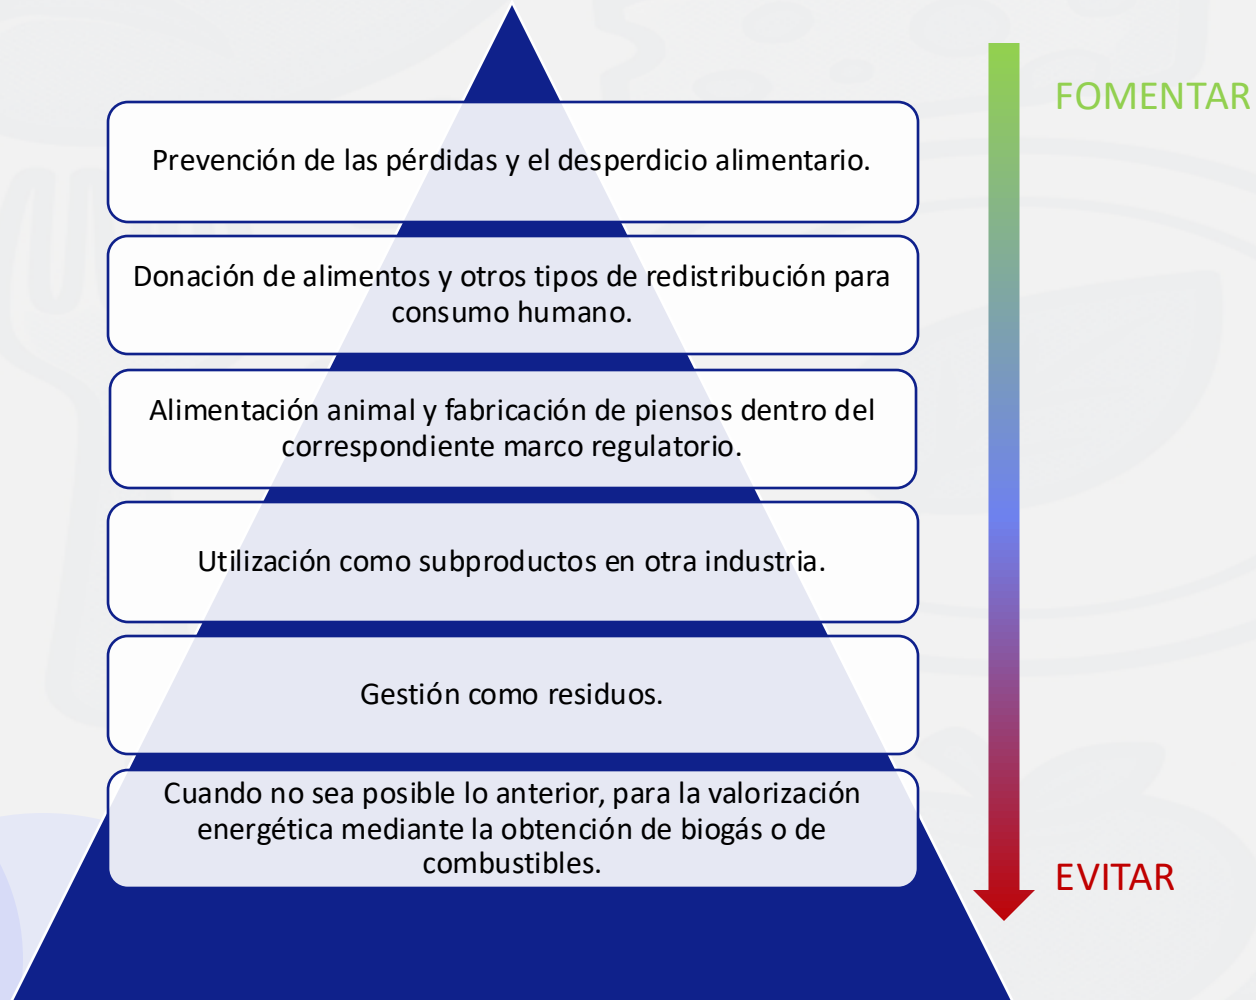 FOMENTAR
Prevención de las pérdidas y el desperdicio alimentario.
Donación de alimentos y otros tipos de redistribución para
consumo humano.
Alimentación animal y fabricación de piensos dentro del
correspondiente marco regulatorio.
Utilización como subproductos en otra industria.
Gestión como residuos.
Cuando no sea posible lo anterior, para la valorización
energética mediante la obtención de biogás o de
combustibles.
EVITAR